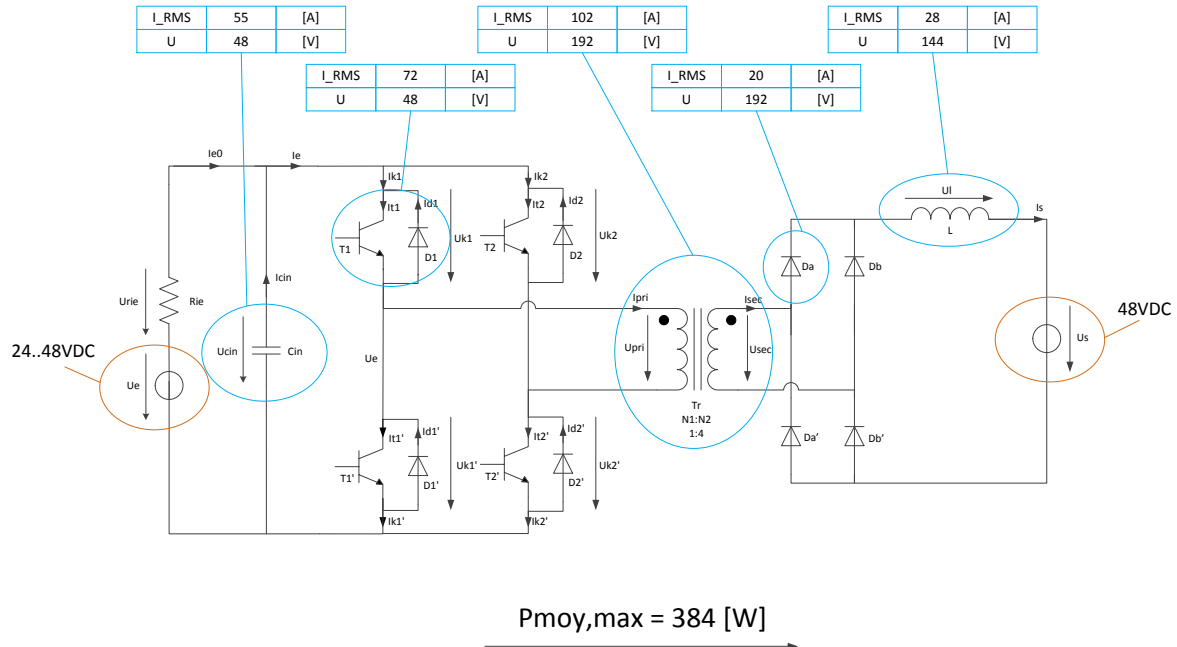 I_RMS 55 [A]
U 48 [V]
I_RMS 102 [A]
U 192 [V]
I_RMS 28 [A]
U 144 [V]
I_RMS 72 [A]
U 48 [V]
I_RMS 20 [A]
U 192 [V]
Ie0
Ie
Ik1
Ik2
It1
Id1
It2
Id2
T1
D1
Uk1
T2
D2
Uk2
Ul
L
Is
Da
Db
Icin
Urie
Rie
Ipri
Isec
24..48VDC
Ue
Ucin
Cin
Ue
Upri
Usec
Us
48VDC
Tr
N1:N2
1:4
It1'
Id1'
It2'
Id2'
T1'
D1'
Uk1'
T2'
D2'
Uk2'
Da'
Db'
Ik1'
Ik2'
Pmoy,max = 384 [W]